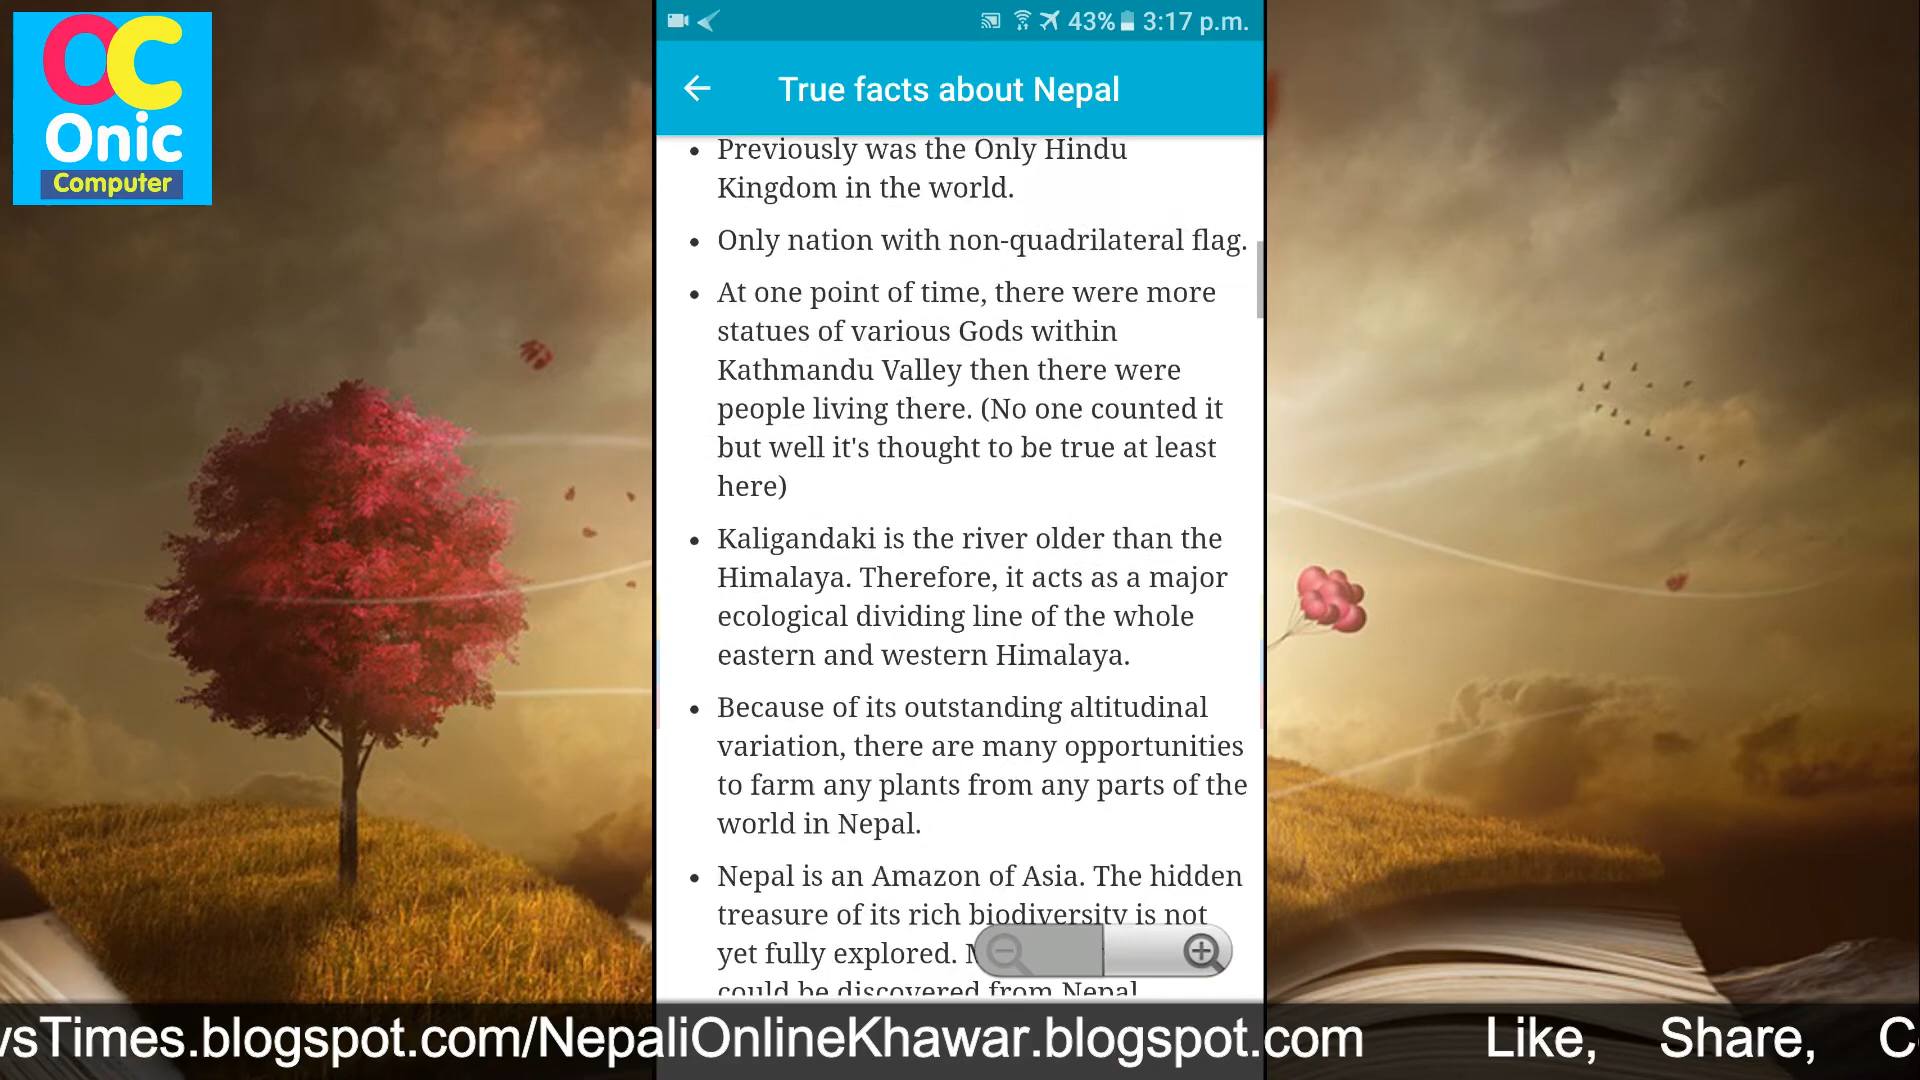 OC
Onic
Computer
43% 3:17 p.m.
True facts about Nepal
• Previously was the Only Hindu
Kingdom in the world.
• Only nation with non-quadrilateral flag.
• At one point of time, there were more
statues of various Gods within
Kathmandu Valley then there were
people living there. (No one counted it
but well it's thought to be true at least
here)
• Kaligandaki is the river older than the
Himalaya. Therefore, it acts as a major
ecological dividing line of the whole
eastern and western Himalaya.
• Because of its outstanding altitudinal
variation, there are many opportunities
to farm any plants from any parts of the
world in Nepal.
• Nepal is an Amazon of Asia. The hidden
treasure of its rich biodiversity is not
yet fully explored.
could be discovered from Nepal
wsTimes.blogspot.com/NepaliOnlineKhawar.blogspot.com Like, Share,